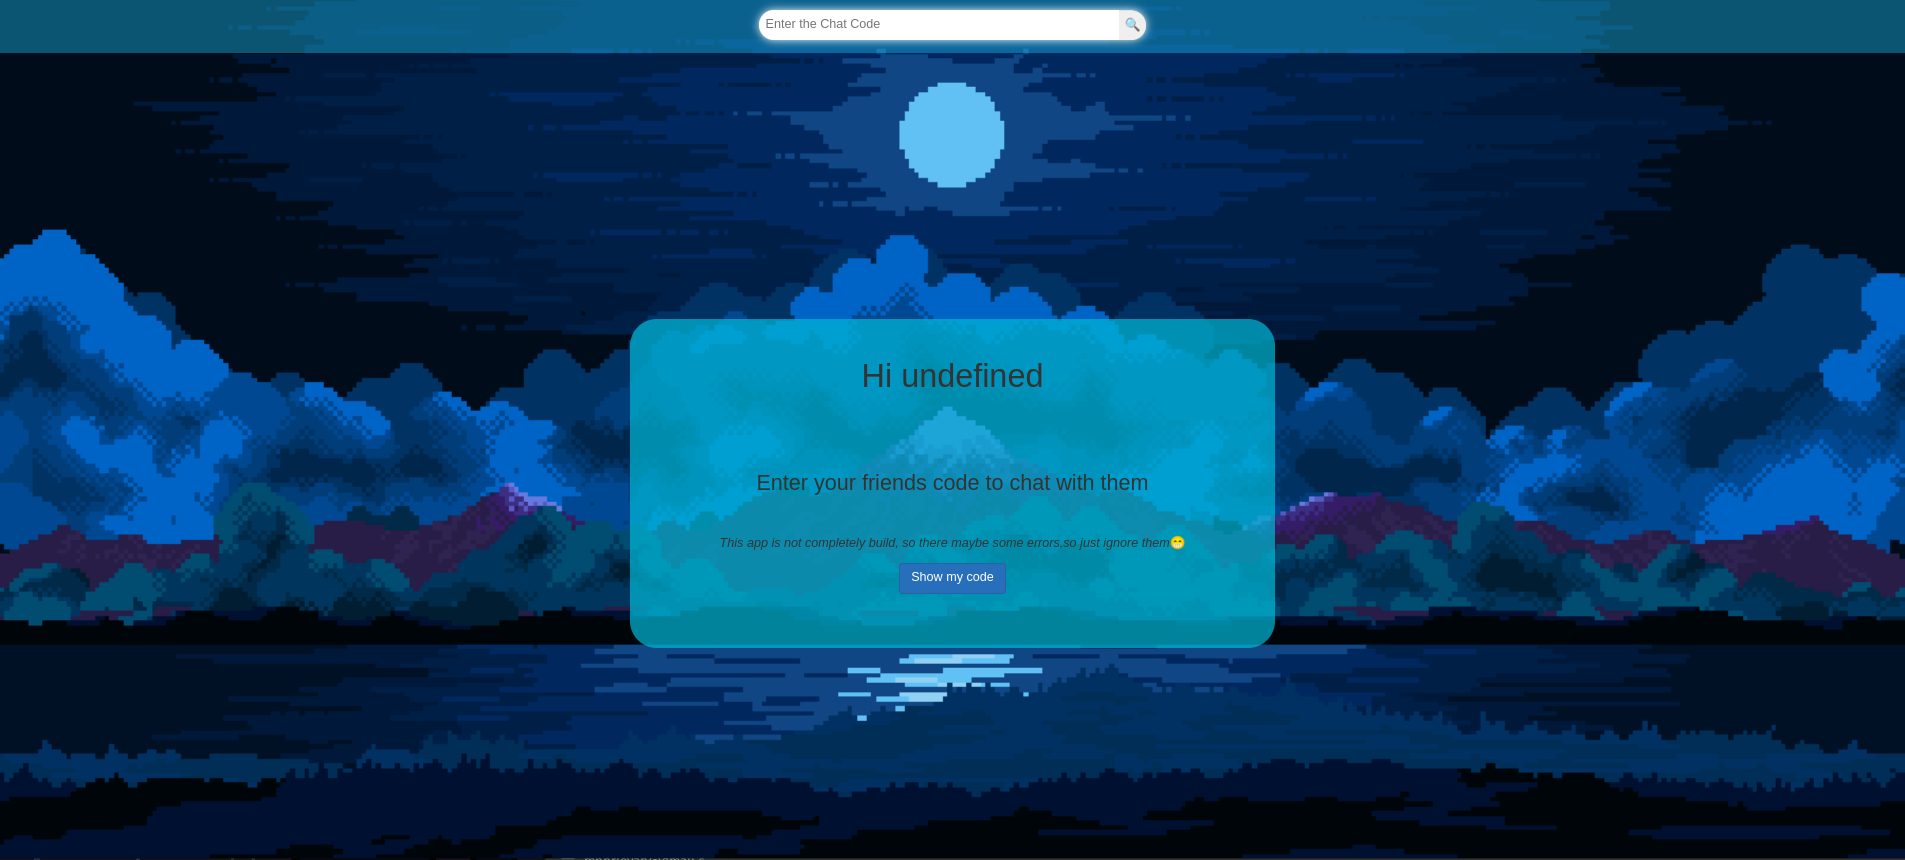 Enter the Chat Code
Hi undefined
Enter your friends code to chat with them
This app is not completely build, so there maybe some errors,so just ignore them😁
Show my code